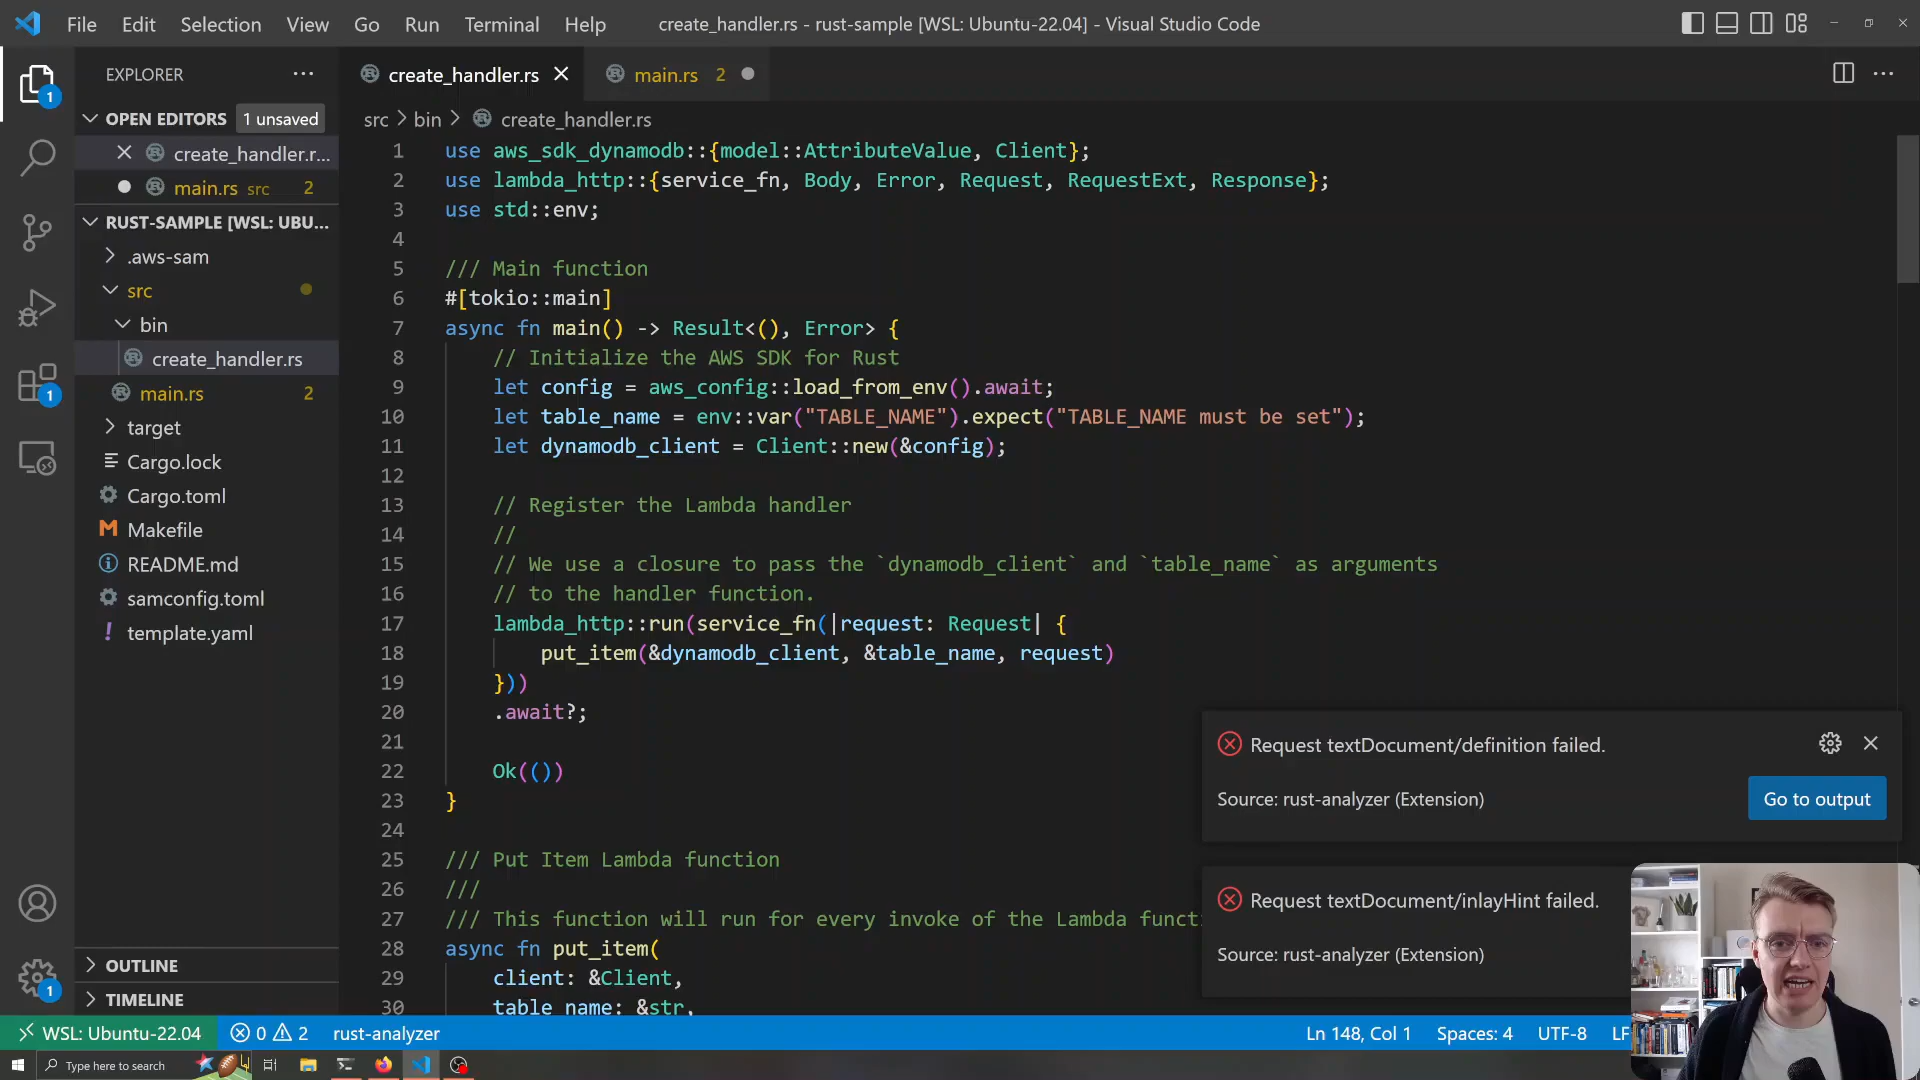 File Edit Selection View Go Run Terminal Help create_handler.rs - rust-sample [WSL: Ubuntu-22.04] - Visual Studio Code
EXPLORER
OPEN EDITORS 1 unsaved
create_handler.r...
main.rs src 2
RUST-SAMPLE [WSL: UBU...
.aws-sam
src
bin
create_handler.rs
main.rs 2
target
Cargo.lock
Cargo.toml
Makefile
README.md
samconfig.toml
template.yaml
OUTLINE
TIMELINE
1
1
1
create_handler.rs main.rs 2
src > bin > create_handler.rs
1 use aws_sdk_dynamodb::{model::AttributeValue, Client};
2 use lambda_http::{service_fn, Body, Error, Request, RequestExt, Response};
3 use std::env;
4
5 /// Main function
6 #[tokio::main]
7 async fn main() -> Result<(), Error> {
8 // Initialize the AWS SDK for Rust
9 let config = aws_config::load_from_env().await;
10 let table_name = env::var("TABLE_NAME").expect("TABLE_NAME must be set");
11 let dynamodb_client = Client::new(&config);
12
13 // Register the Lambda handler
14 //
15 // We use a closure to pass the `dynamodb_client` and `table_name` as arguments
16 // to the handler function.
17 lambda_http::run(service_fn(|request: Request| {
18 put_item(&dynamodb_client, &table_name, request)
19 }))
20 .await?;
21
22 Ok(())
23 }
24
25 /// Put Item Lambda function
26 ///
27 /// This function will run for every invoke of the Lambda functi
28 async fn put_item(
29 client: &Client,
30 table_name: &str,
Request textDocument/definition failed.
Source: rust-analyzer (Extension) Go to output
Request textDocument/inlayHint failed.
Source: rust-analyzer (Extension)
WSL: Ubuntu-22.04 0 2 rust-analyzer Ln 148, Col 1 Spaces: 4 UTF-8 LF
Type here to search